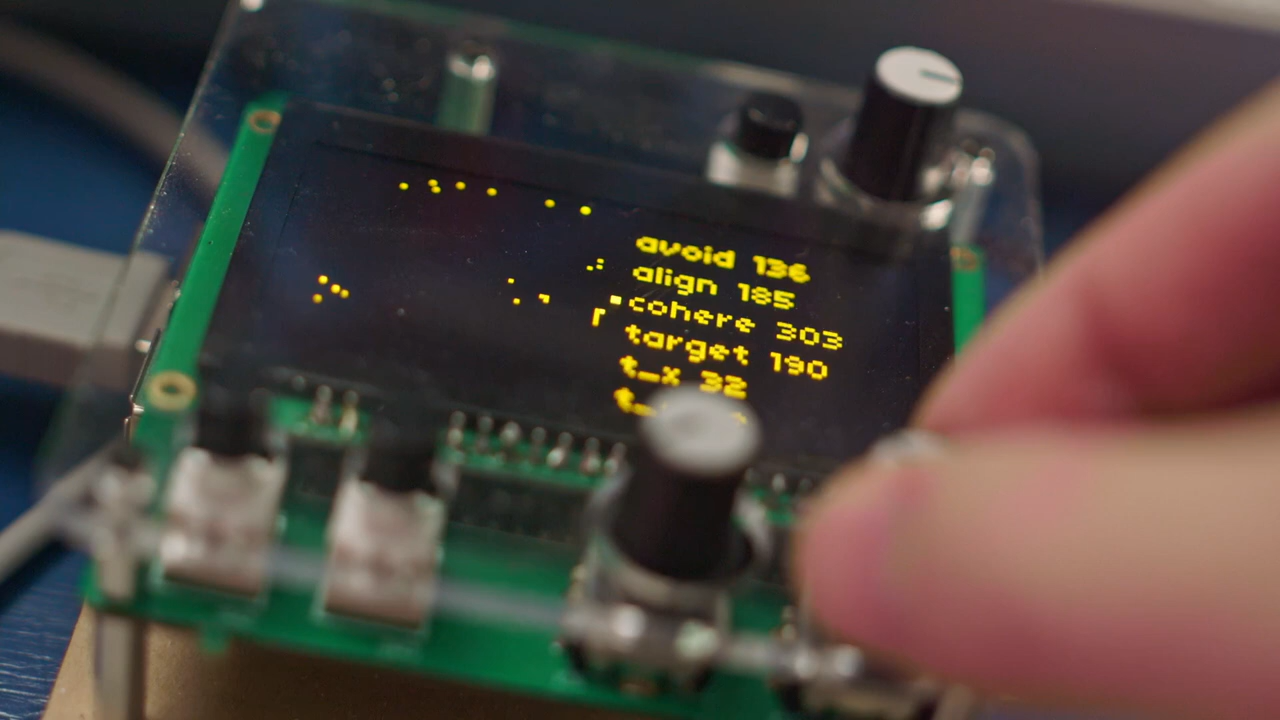 avoid 136
align 185
cohere 303
target 190
t_x 32